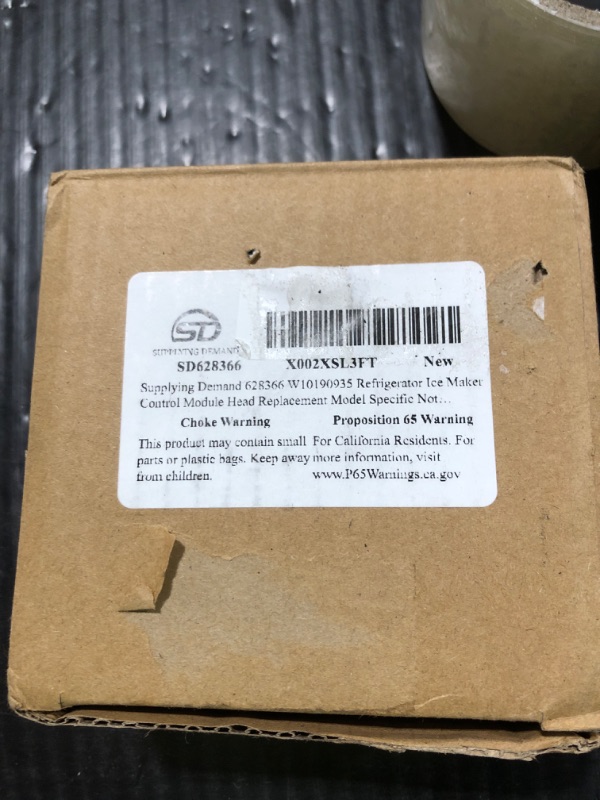 SD
SUPPLYING DEMAND
SD628366 X002XSL3FT New
Supplying Demand 628366 W10190935 Refrigerator Ice Maker
Control Module Head Replacement Model Specific Not...
Choke Warning Proposition 65 Warning
This product may contain small For California Residents. For
parts or plastic bags. Keep away more information, visit
from children. www.P65Warnings.ca.gov